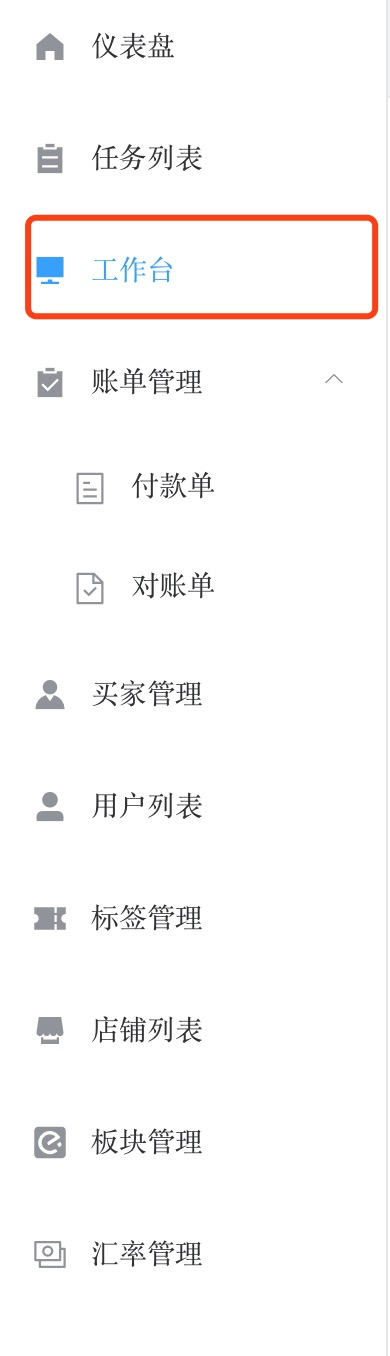 仪表盘
任务列表
工作台
账单管理
付款单
对账单
买家管理
用户列表
标签管理
店铺列表
板块管理
汇率管理